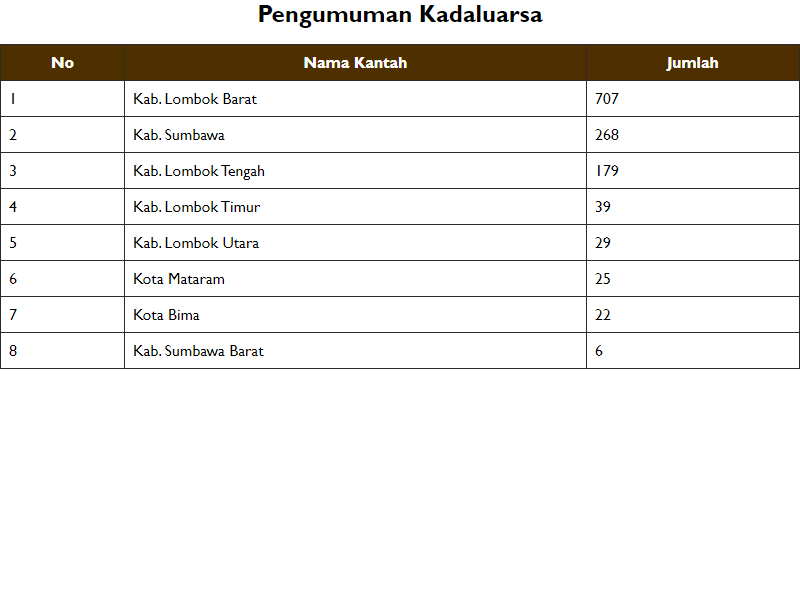 Pengumuman Kadaluarsa
No Nama Kantah Jumlah
1 Kab. Lombok Barat 707
2 Kab. Sumbawa 268
3 Kab. Lombok Tengah 179
4 Kab. Lombok Timur 39
5 Kab. Lombok Utara 29
6 Kota Mataram 25
7 Kota Bima 22
8 Kab. Sumbawa Barat 6